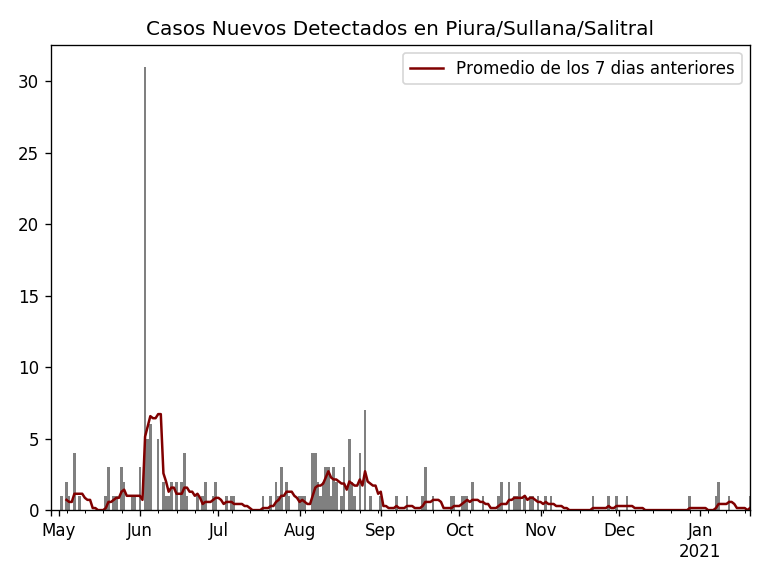 Casos Nuevos Detectados en Piura/Sullana/Salitral
Promedio de los 7 dias anteriores
30
25
20
15
10
5
0
May Jun Jul Aug Sep Oct Nov Dec Jan
2021